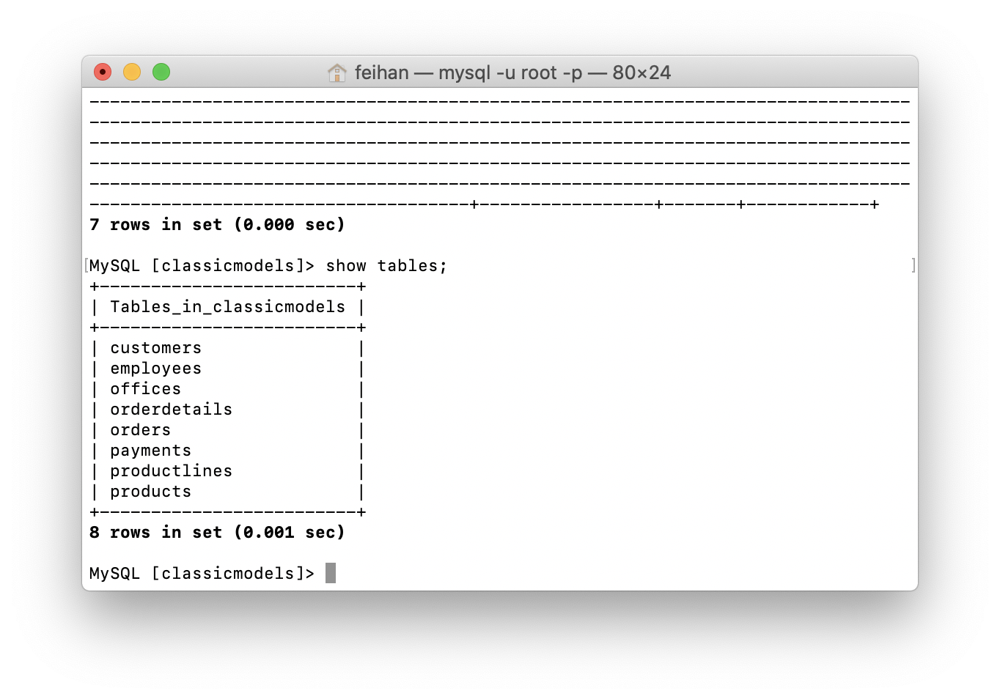 feihan — mysql -u root -p — 80×24
--------------------------------------------------------------------------------
--------------------------------------------------------------------------------
--------------------------------------------------------------------------------
--------------------------------------------------------------------------------
--------------------------------------------------------------------------------
-------------------------------------+-----------------+-------+------------+
7 rows in set (0.000 sec)
[MySQL [classicmodels]> show tables; ]
+-------------------------+
| Tables_in_classicmodels |
+-------------------------+
| customers               |
| employees               |
| offices                 |
| orderdetails            |
| orders                  |
| payments                |
| productlines            |
| products                |
+-------------------------+
8 rows in set (0.001 sec)
MySQL [classicmodels]>